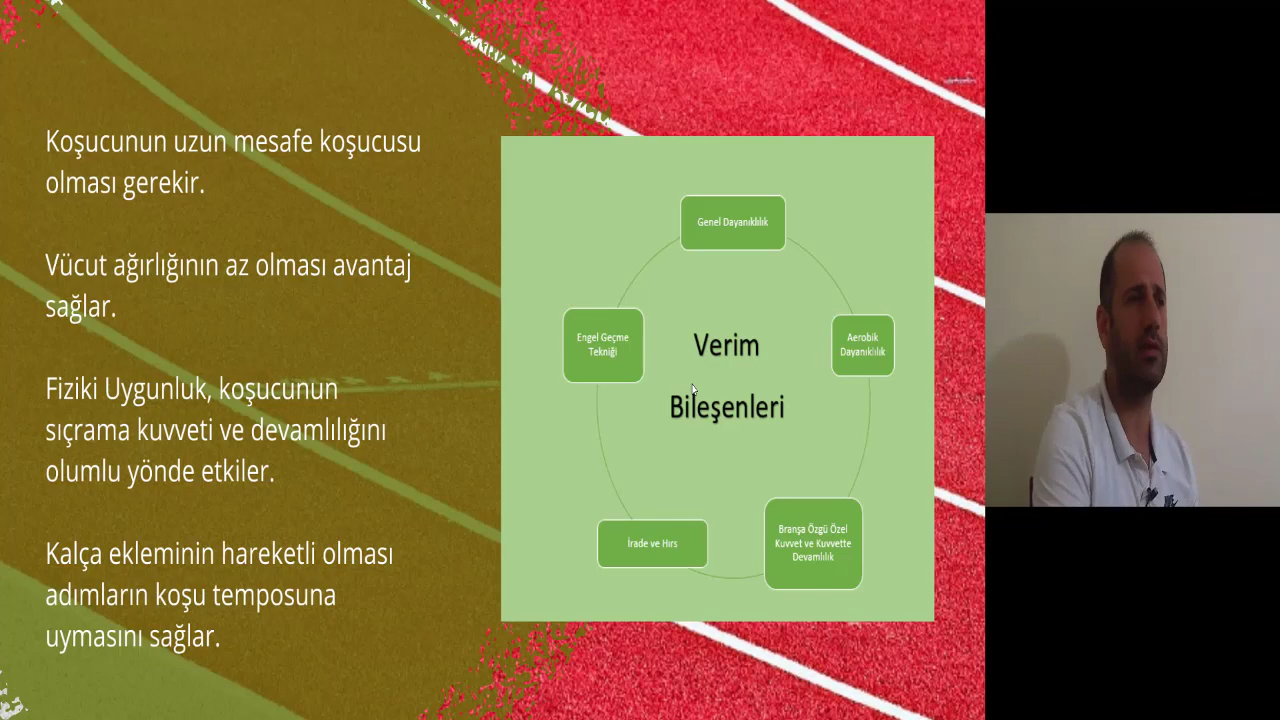 Koşucunun uzun mesafe koşucusu
olması gerekir.
Vücut ağırlığının az olması avantaj
sağlar.
Fiziki Uygunluk, koşucunun
sıçrama kuvveti ve devamlılığını
olumlu yönde etkiler.
Kalça ekleminin hareketli olması
adımların koşu temposuna
uymasını sağlar.
Genel Dayanıklılık
Engel Geçme
Tekniği
Verim
Bileşenleri
Aerobik
Dayanıklılık
İrade ve Hırs
Branşa Özgü Özel
Kuvvet ve Kuvvette
Devamlılık